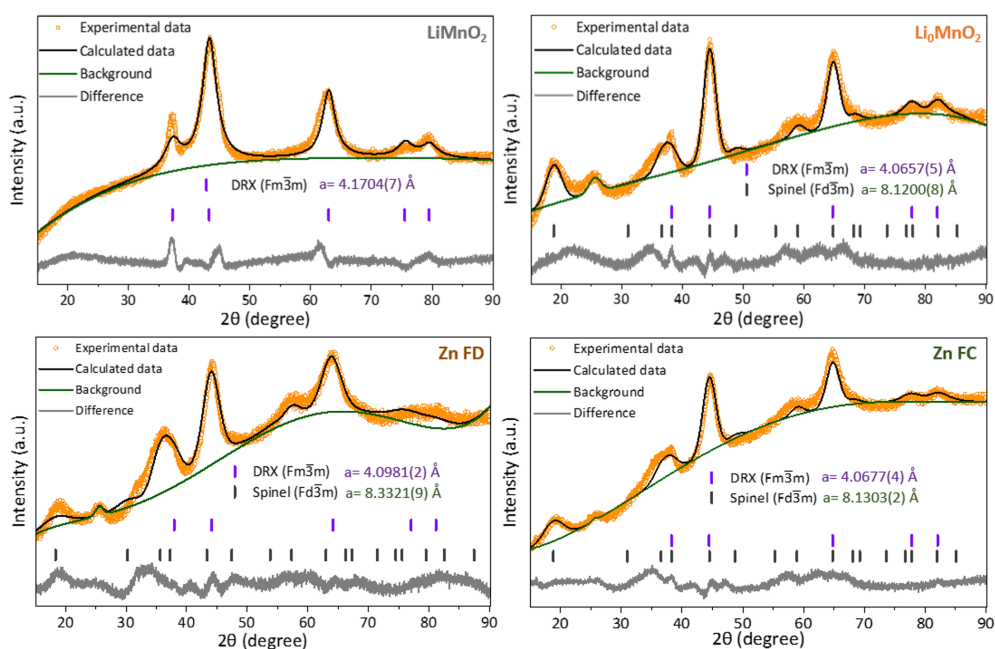 Experimental data
Calculated data
Background
Difference
LiMnO₂
DRX (Fm3̅m) a= 4.1704(7) Å
Intensity (a.u.)
20 30 40 50 60 70 80 90
2θ (degree)
Experimental data
Calculated data
Background
Difference
Li₀MnO₂
DRX (Fm3̅m) a= 4.0657(5) Å
Spinel (Fd3̅m) a= 8.1200(8) Å
Intensity (a.u.)
20 30 40 50 60 70 80 90
2θ (degree)
Experimental data
Calculated data
Background
Difference
Zn FD
DRX (Fm3̅m) a= 4.0981(2) Å
Spinel (Fd3̅m) a= 8.3321(9) Å
Intensity (a.u.)
20 30 40 50 60 70 80 90
2θ (degree)
Experimental data
Calculated data
Background
Difference
Zn FC
DRX (Fm3̅m) a= 4.0677(4) Å
Spinel (Fd3̅m) a= 8.1303(2) Å
Intensity (a.u.)
20 30 40 50 60 70 80 90
2θ (degree)